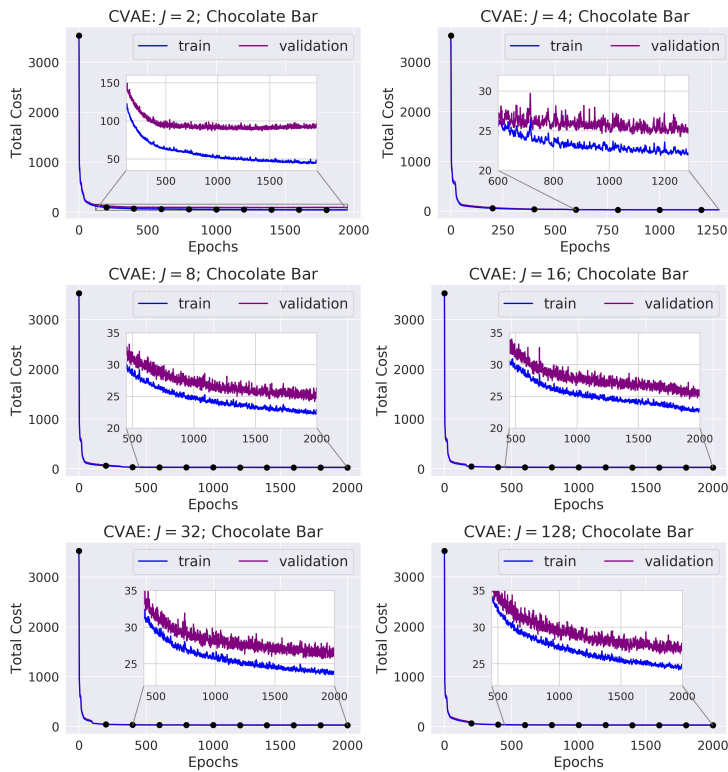 CVAE: J = 2; Chocolate Bar
train validation
3000
2000
1000
0
Total Cost
150
100
50
500 1000 1500
0 500 1000 1500 2000
Epochs
CVAE: J = 4; Chocolate Bar
train validation
3000
2000
1000
0
Total Cost
30
25
20
600 800 1000 1200
0 250 500 750 1000 1250
Epochs
CVAE: J = 8; Chocolate Bar
train validation
3000
2000
1000
0
Total Cost
35
30
25
20
500 1000 1500 2000
0 500 1000 1500 2000
Epochs
CVAE: J = 16; Chocolate Bar
train validation
3000
2000
1000
0
Total Cost
35
30
25
20
500 1000 1500 2000
0 500 1000 1500 2000
Epochs
CVAE: J = 32; Chocolate Bar
train validation
3000
2000
1000
0
Total Cost
35
30
25
500 1000 1500 2000
0 500 1000 1500 2000
Epochs
CVAE: J = 128; Chocolate Bar
train validation
3000
2000
1000
0
Total Cost
35
30
25
500 1000 1500 2000
0 500 1000 1500 2000
Epochs